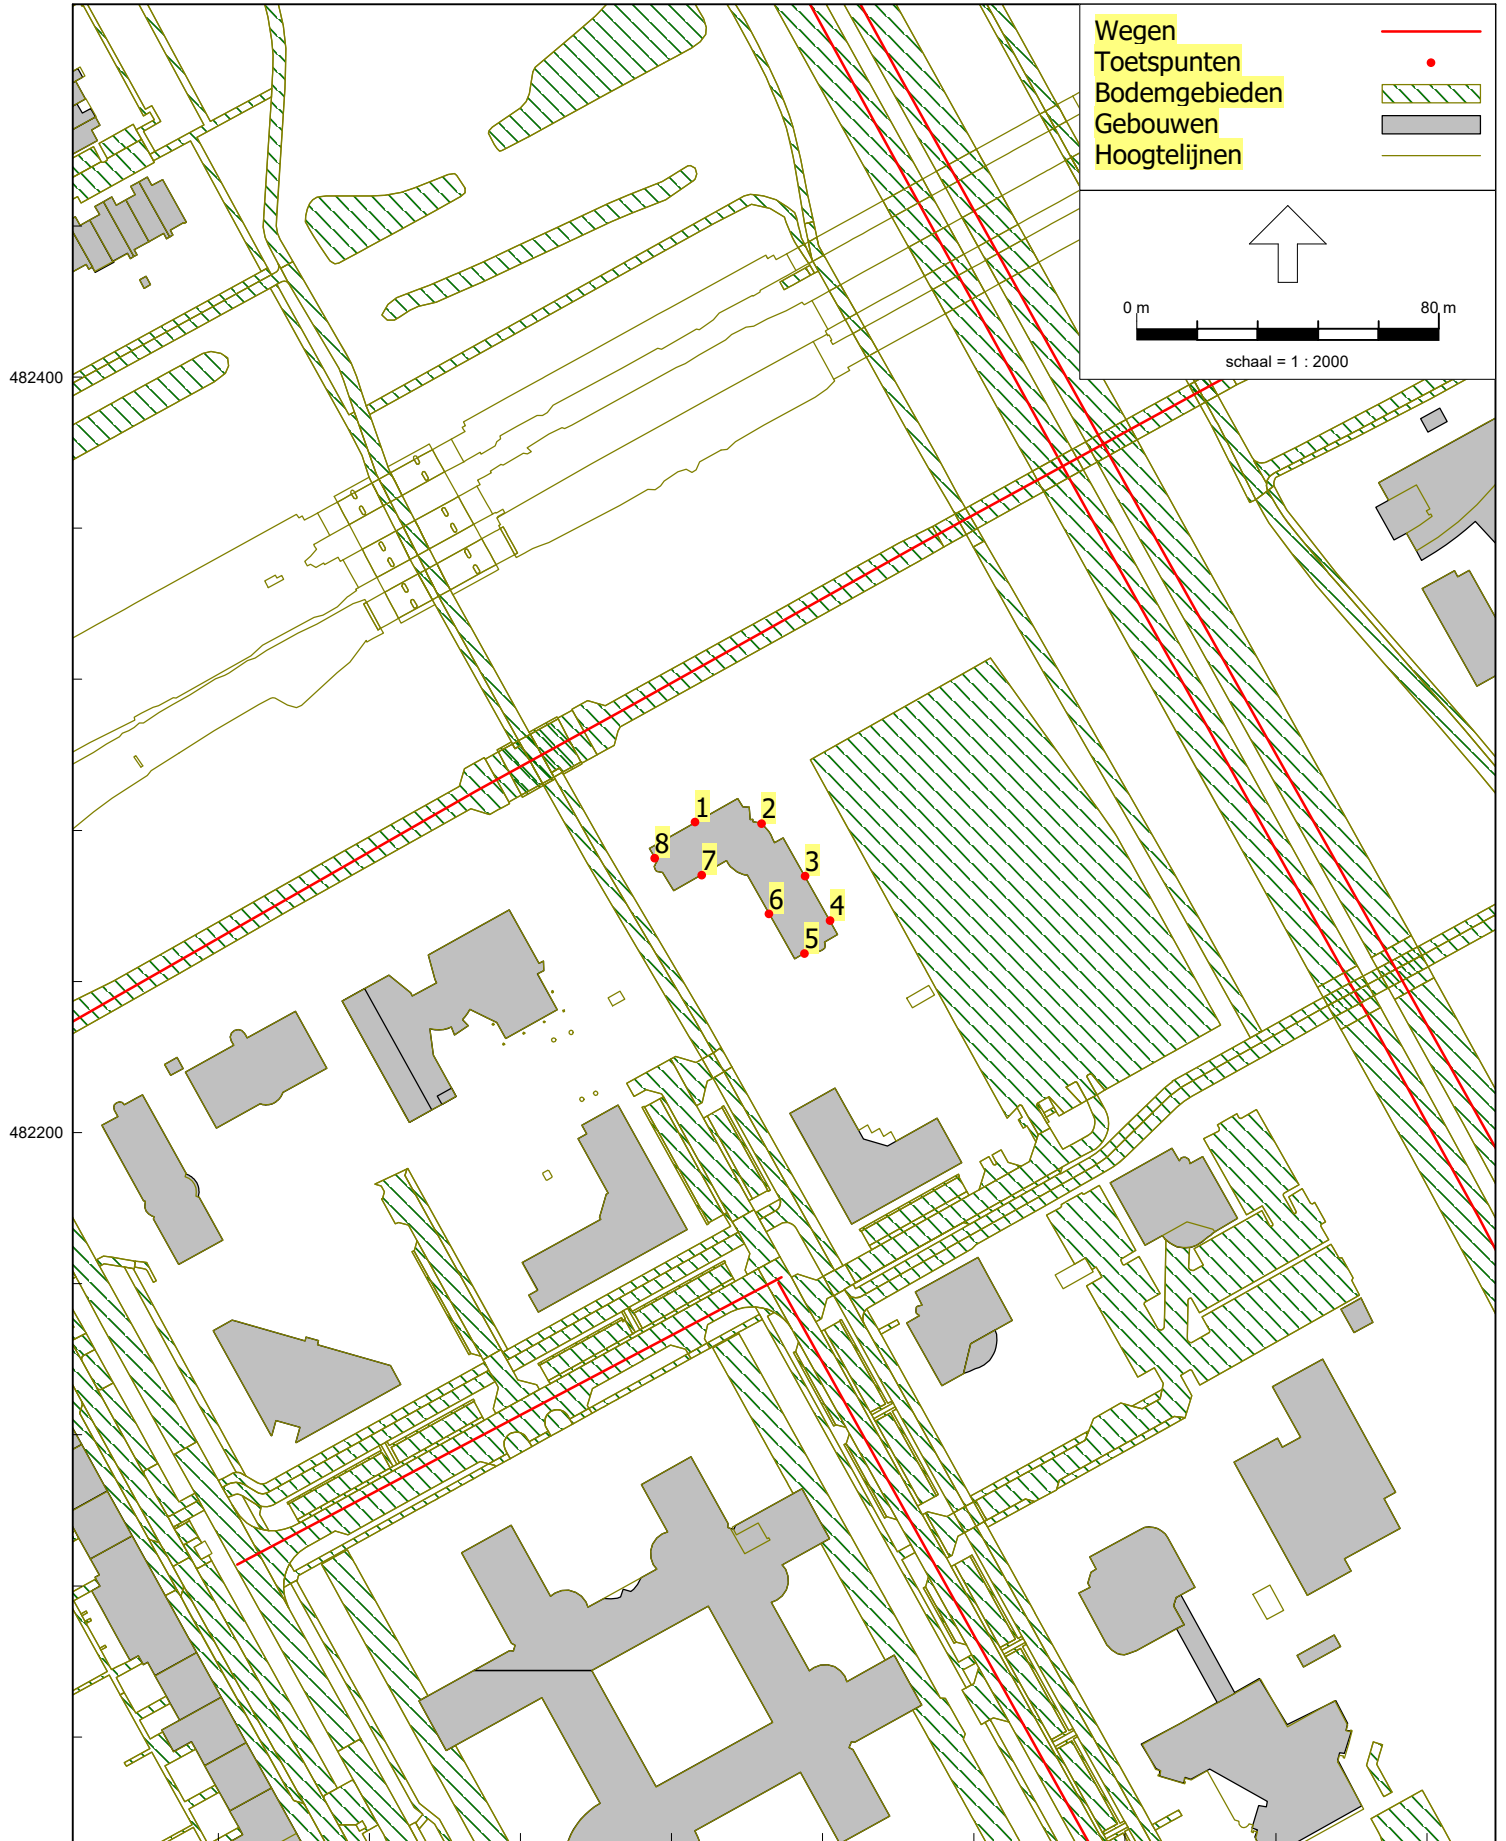 Wegen
Toetspunten
Bodemgebieden
Gebouwen
Hoogtelijnen
0 m 80 m
schaal = 1 : 2000
482400
1
2
8
7
3
6
4
5
482200